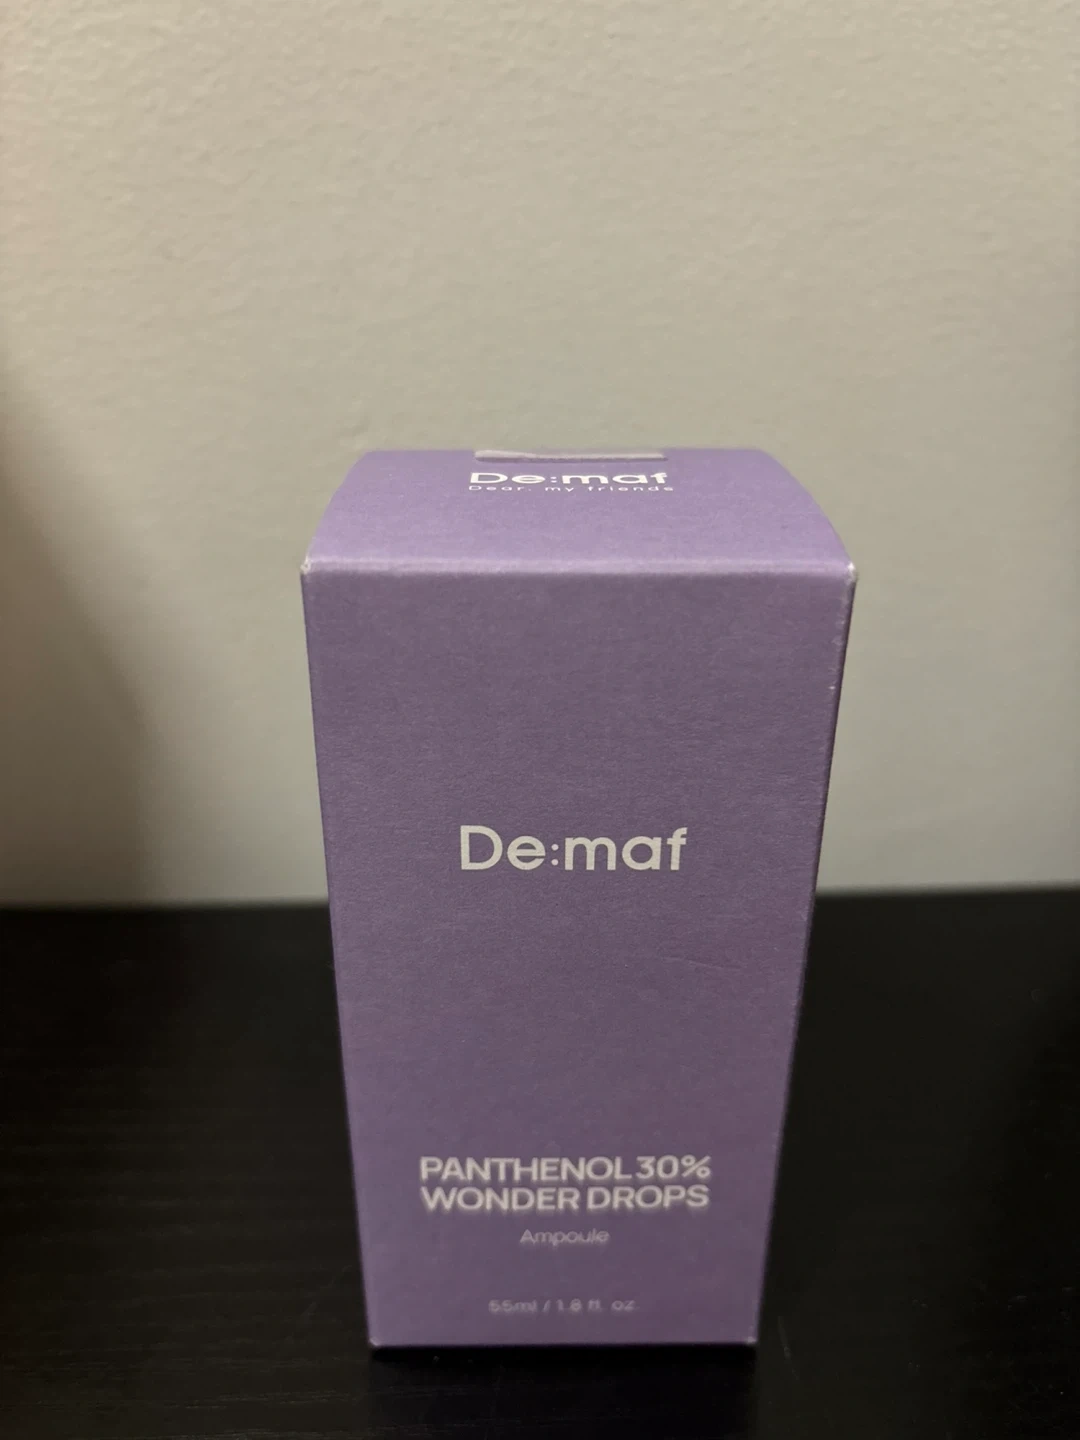 De:maf
Dear. my friends
De:maf
PANTHENOL 30%
WONDER DROPS
Ampoule
55ml / 1.8 fl. oz